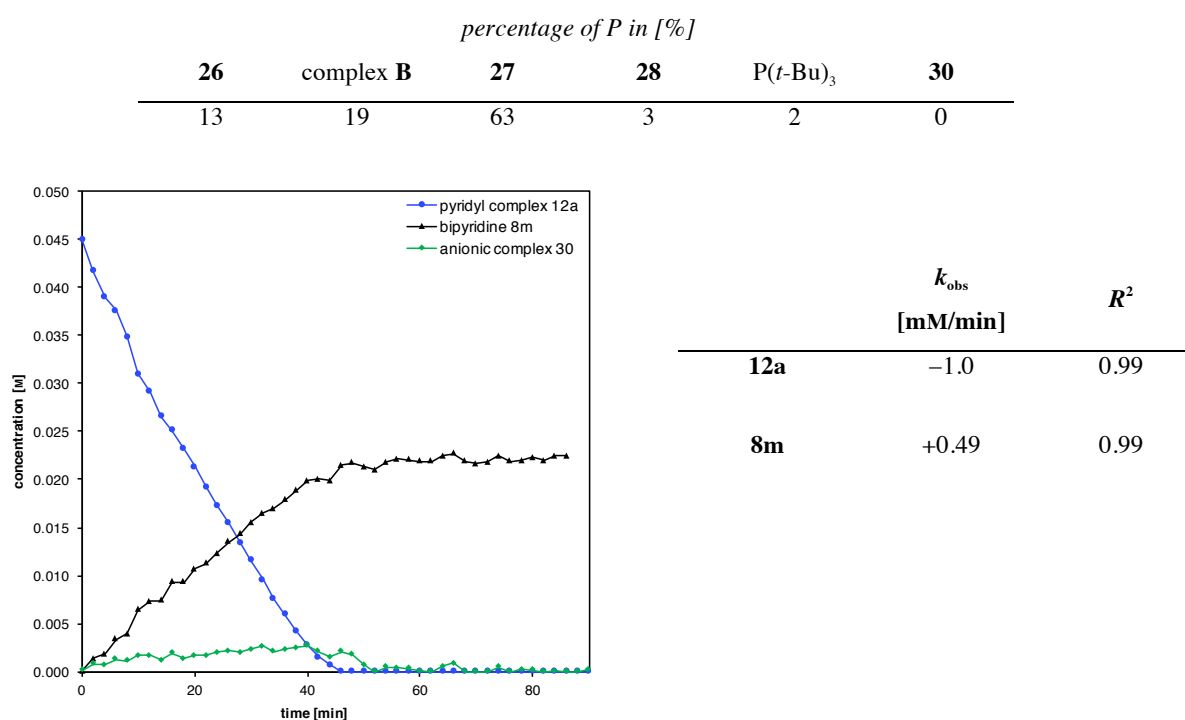 percentage of P in [%]
26 complex B 27 28 P(t-Bu)₃ 30
13 19 63 3 2 0
0.050
0.045
0.040
0.035
0.030
0.025
0.020
0.015
0.010
0.005
0.000
concentration [M]
pyridyl complex 12a
bipyridine 8m
anionic complex 30
0 20 40 60 80
time [min]
k_obs
[mM/min] R²
12a −1.0 0.99
8m +0.49 0.99